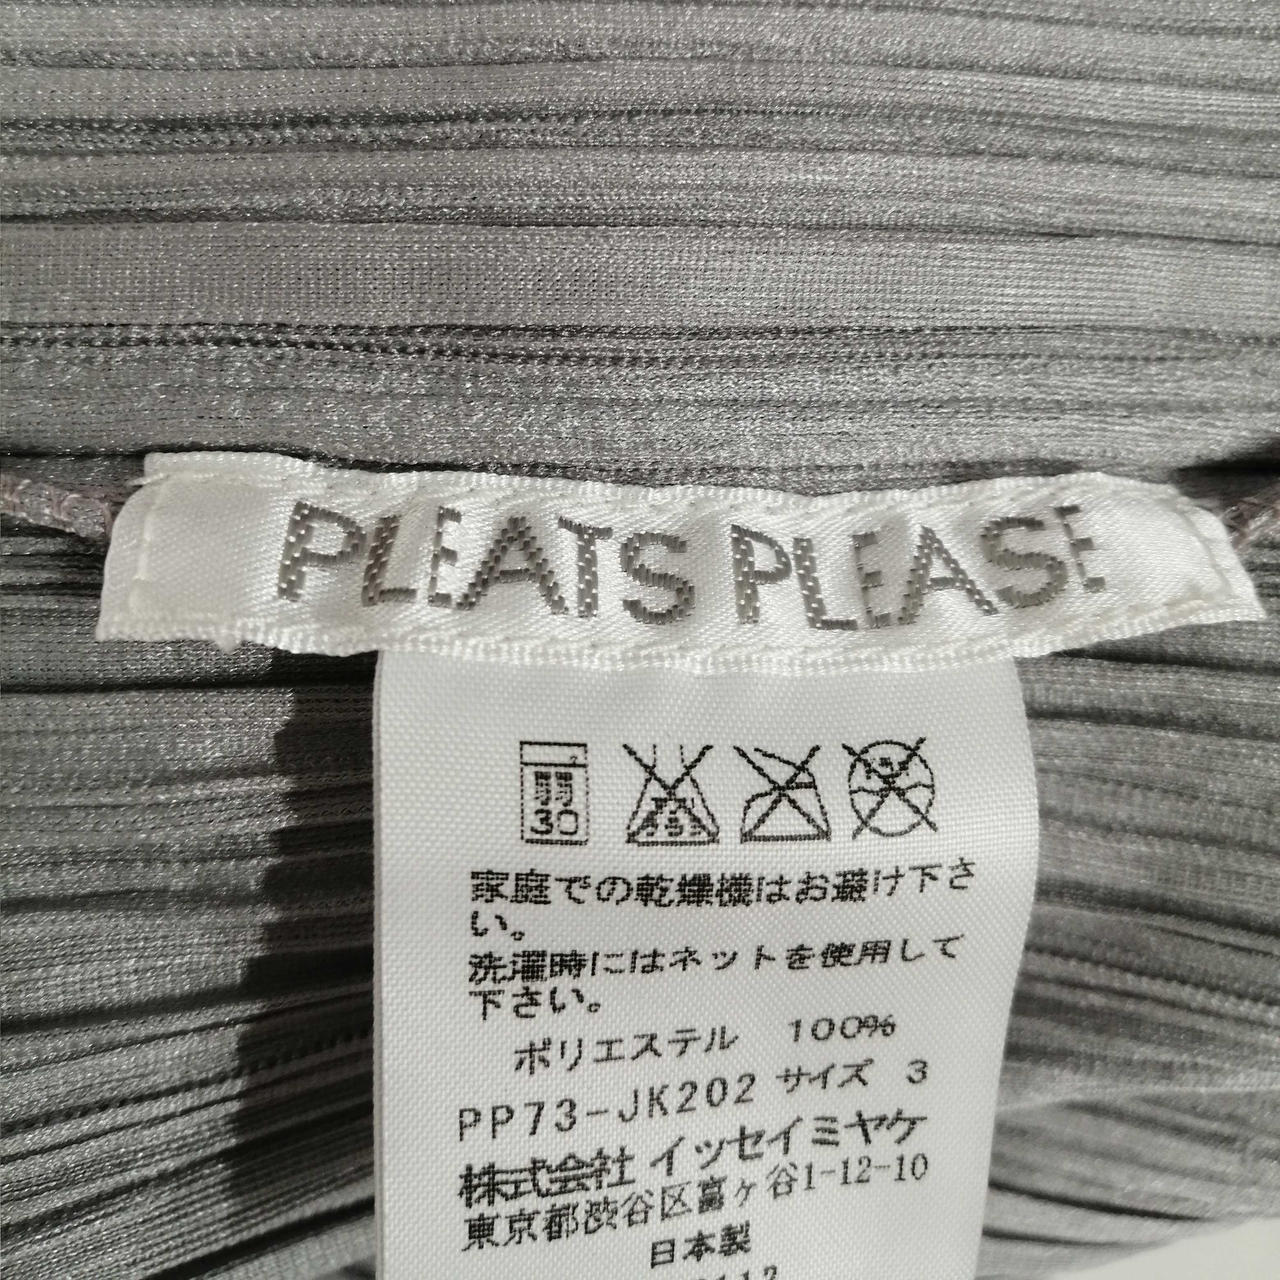 PLEATS PLEASE
30
家庭での乾燥機はお避け下さ
い。
洗濯時にはネットを使用して
下さい。
ポリエステル 100%
PP73-JK202 サイズ 3
株式会社 イッセイミヤケ
東京都渋谷区富ヶ谷1-12-10
日本製